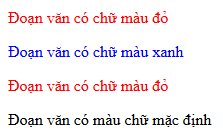 Đoạn văn có chữ màu đỏ
Đoạn văn có chữ màu xanh
Đoạn văn có chữ màu đỏ
Đoạn văn có màu chữ mặc định